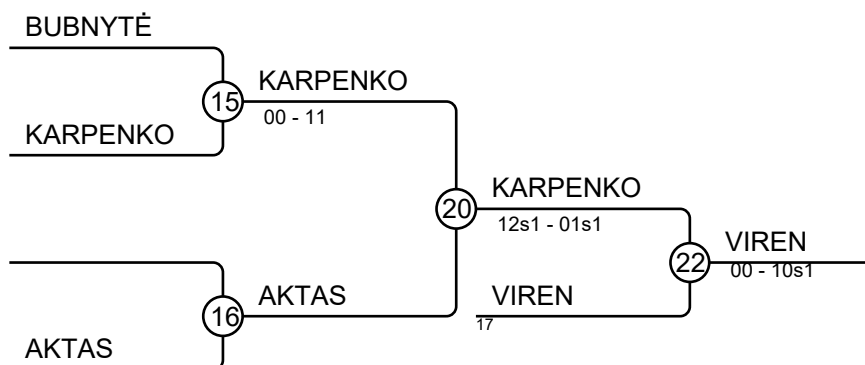 BUBNYTĖ
15
KARPENKO
00 - 11
KARPENKO
20
KARPENKO
12s1 - 01s1
22
VIREN
00 - 10s1
16
AKTAS
VIREN
17
AKTAS